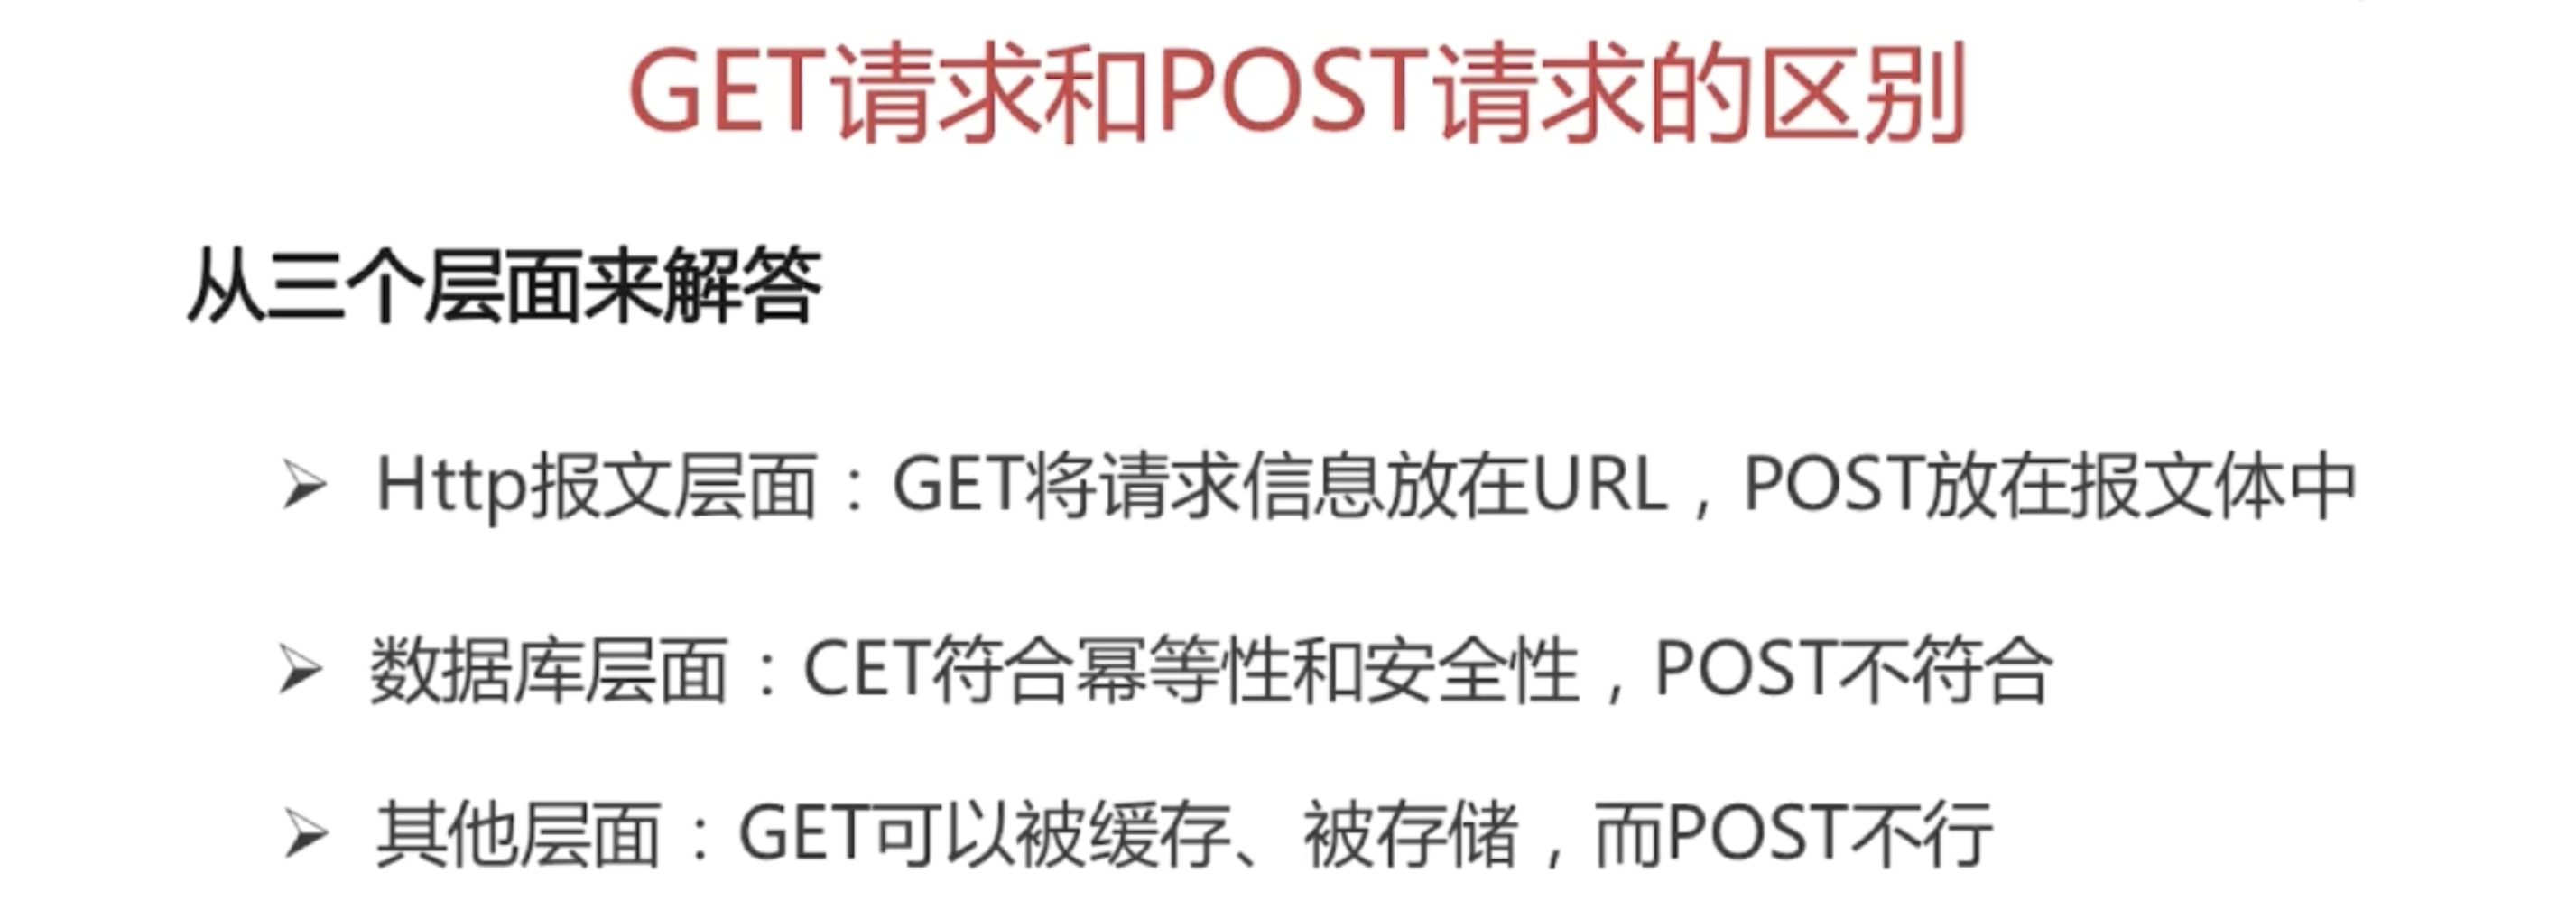 GET请求和POST请求的区别
从三个层面来解答
➢ Http报文层面：GET将请求信息放在URL，POST放在报文体中
➢ 数据库层面：CET符合幂等性和安全性，POST不符合
➢ 其他层面：GET可以被缓存、被存储，而POST不行